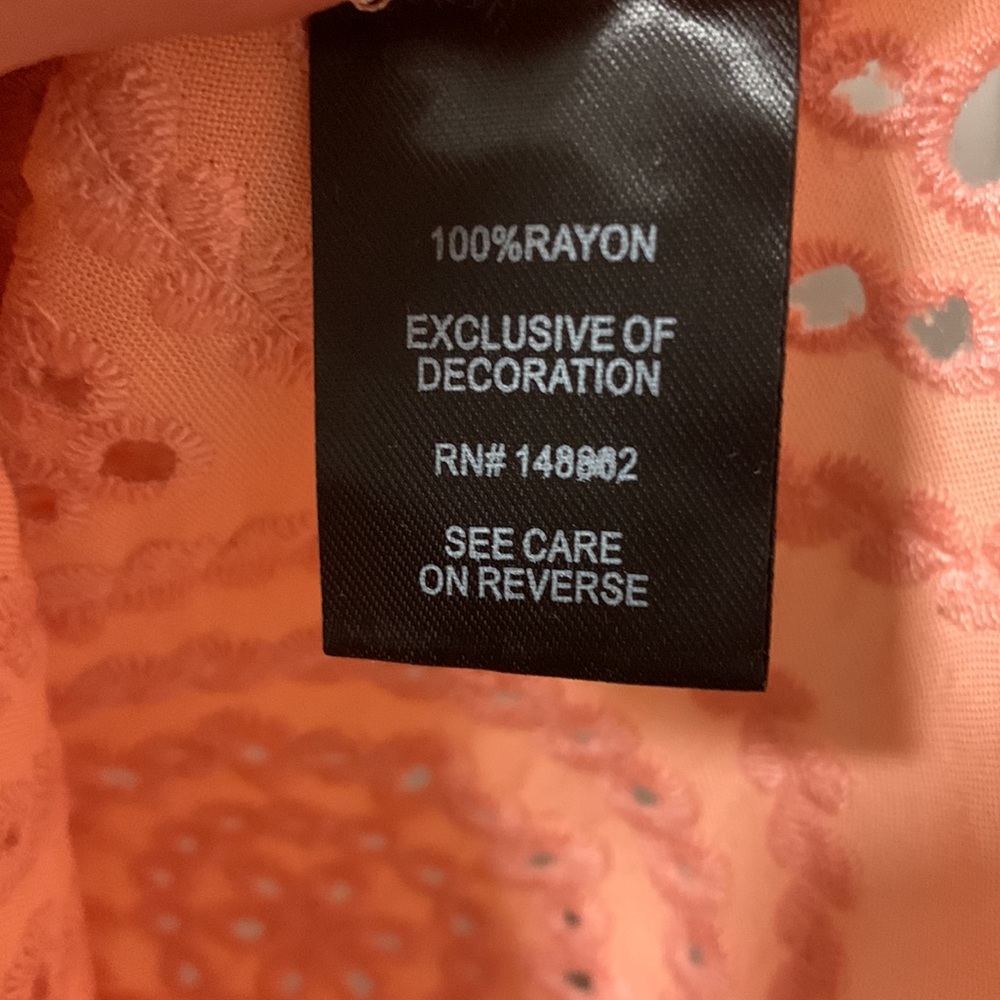 100%RAYON
EXCLUSIVE OF
DECORATION
RN#
SEE CARE
ON REVERSE